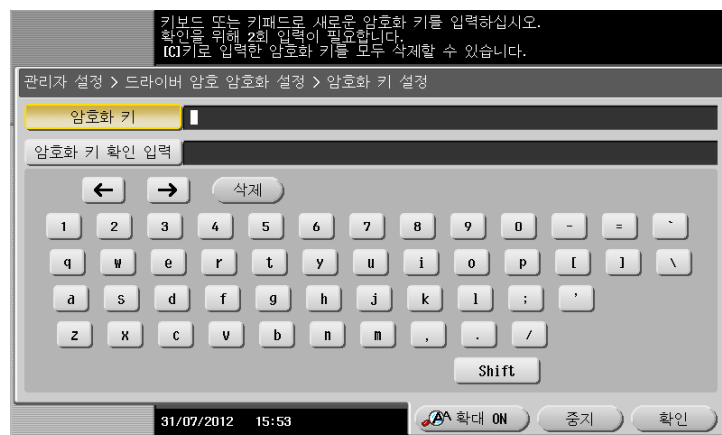 키보드 또는 키패드로 새로운 암호화 키를 입력하십시오.
확인을 위해 2회 입력이 필요합니다.
[C]키로 입력한 암호화 키를 모두 삭제할 수 있습니다.
관리자 설정 > 드라이버 암호 암호화 설정 > 암호화 키 설정
암호화 키
암호화 키 확인 입력
← → 삭제
1 2 3 4 5 6 7 8 9 0 - = `
q w e r t y u i o p [ ] \
a s d f g h j k l ; '
z x c v b n m , . /
Shift
31/07/2012 15:53 AA 확대 ON 중지 확인